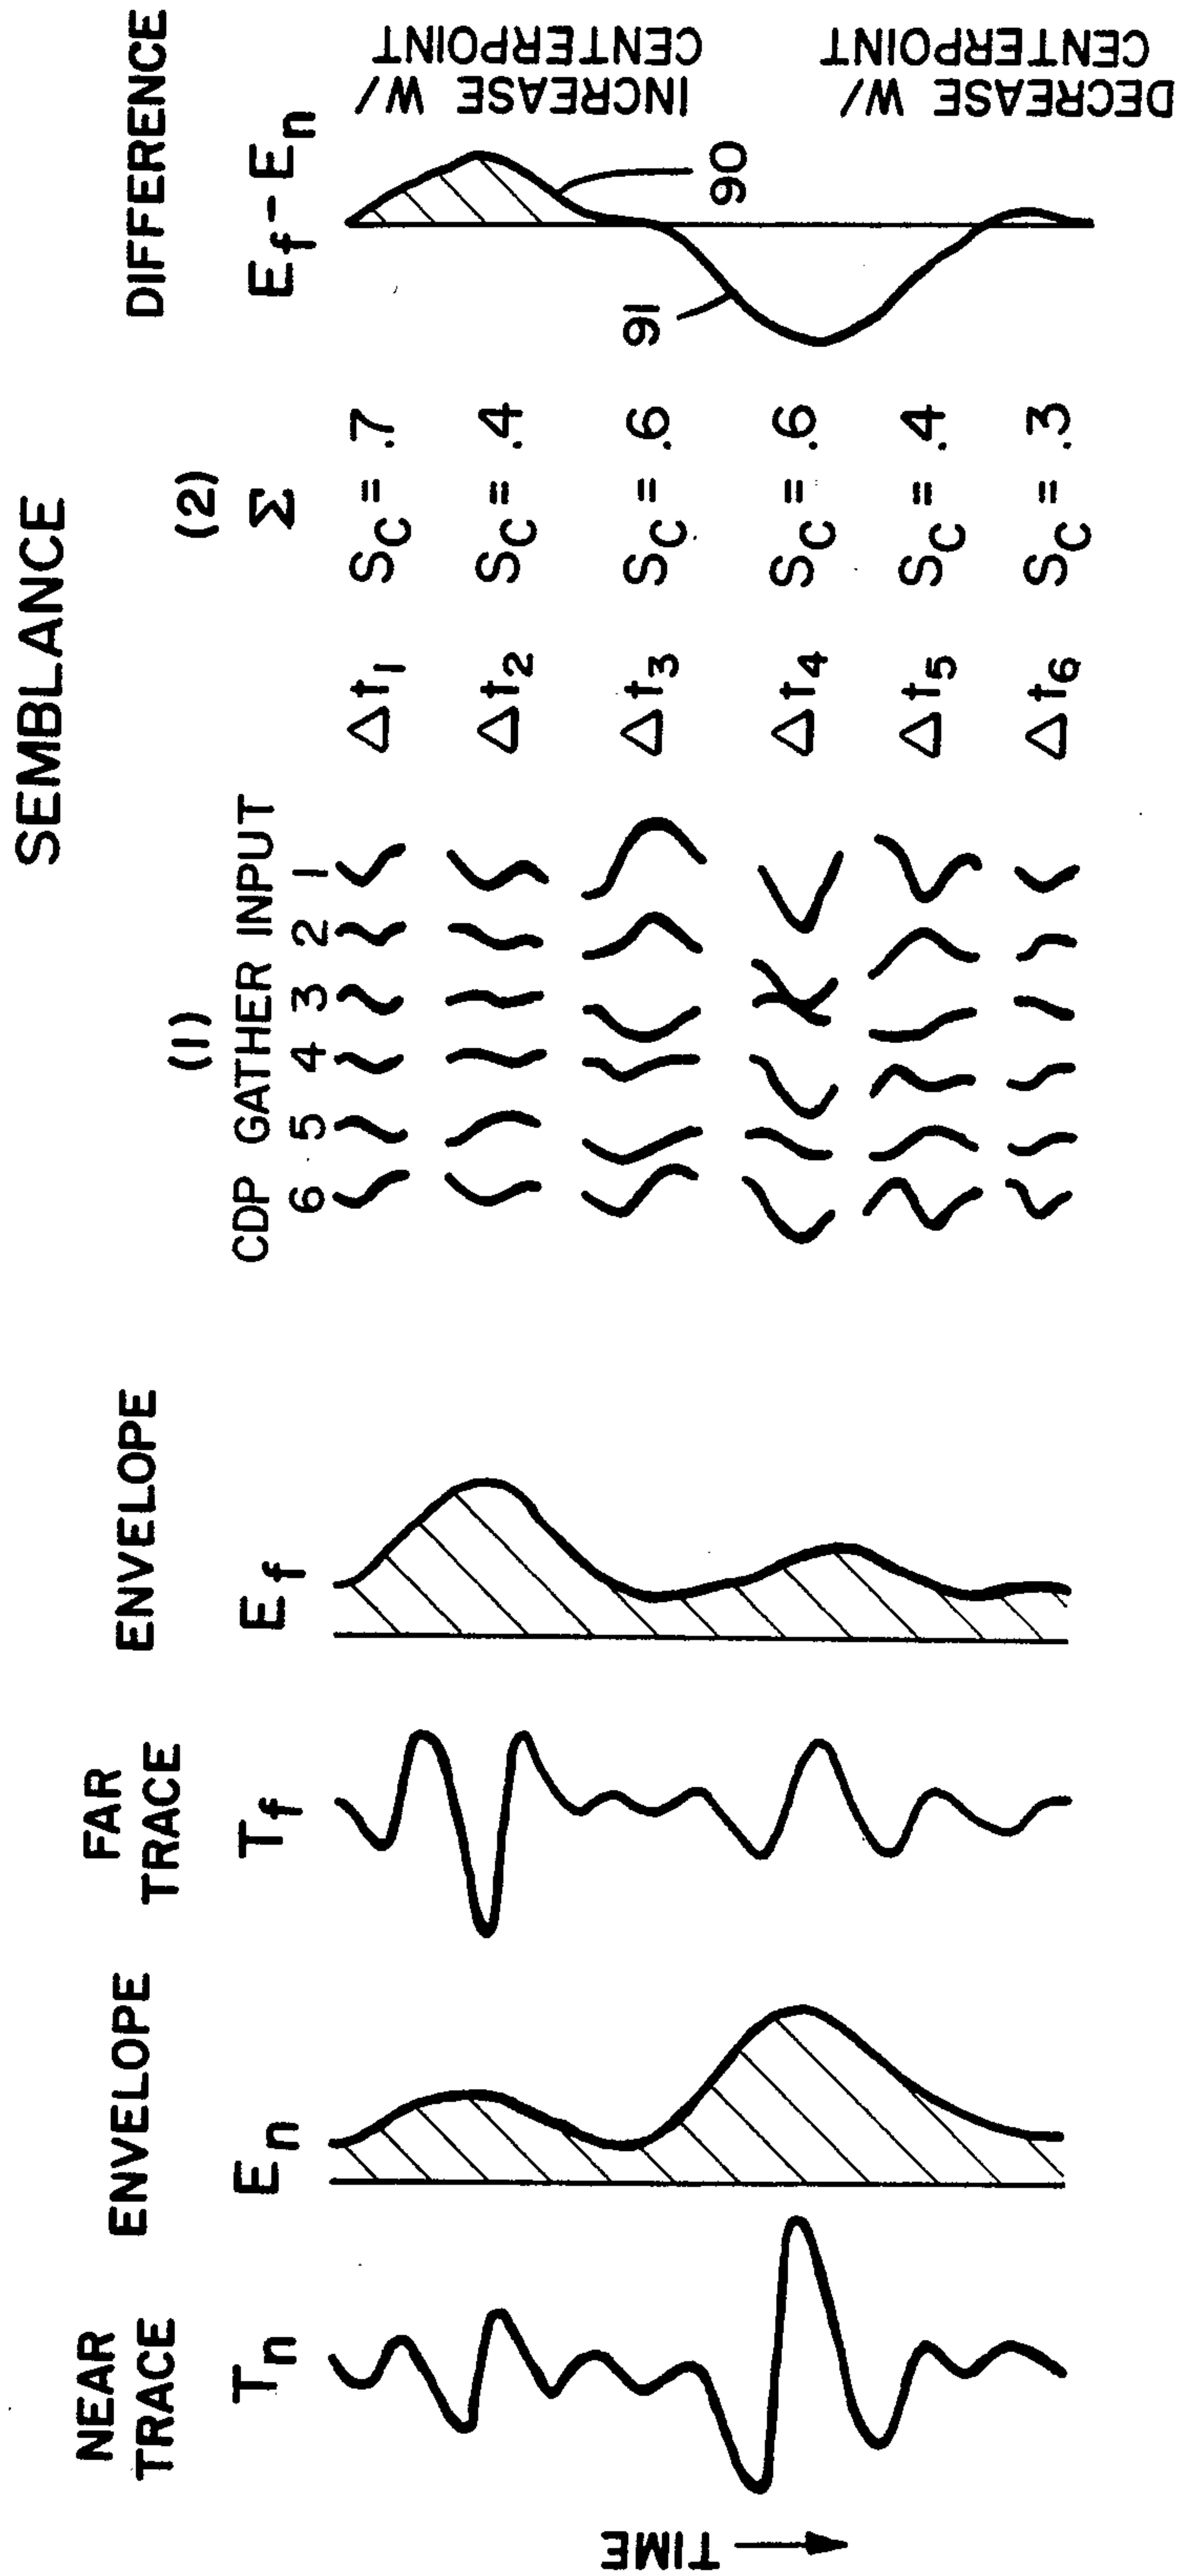 SEMBLANCE
NEAR
TRACE
ENVELOPE
FAR
TRACE
ENVELOPE
(1)
(2)
DIFFERENCE
Tn
En
Tf
Ef
CDP GATHER INPUT
6 5 4 3 2 1
Σ
Ef - En
Δt1 SC = .7
Δt2 SC = .4
Δt3 SC = .6
Δt4 SC = .6
Δt5 SC = .4
Δt6 SC = .3
TIME
91
90
INCREASE W/
CENTERPOINT
DECREASE W/
CENTERPOINT